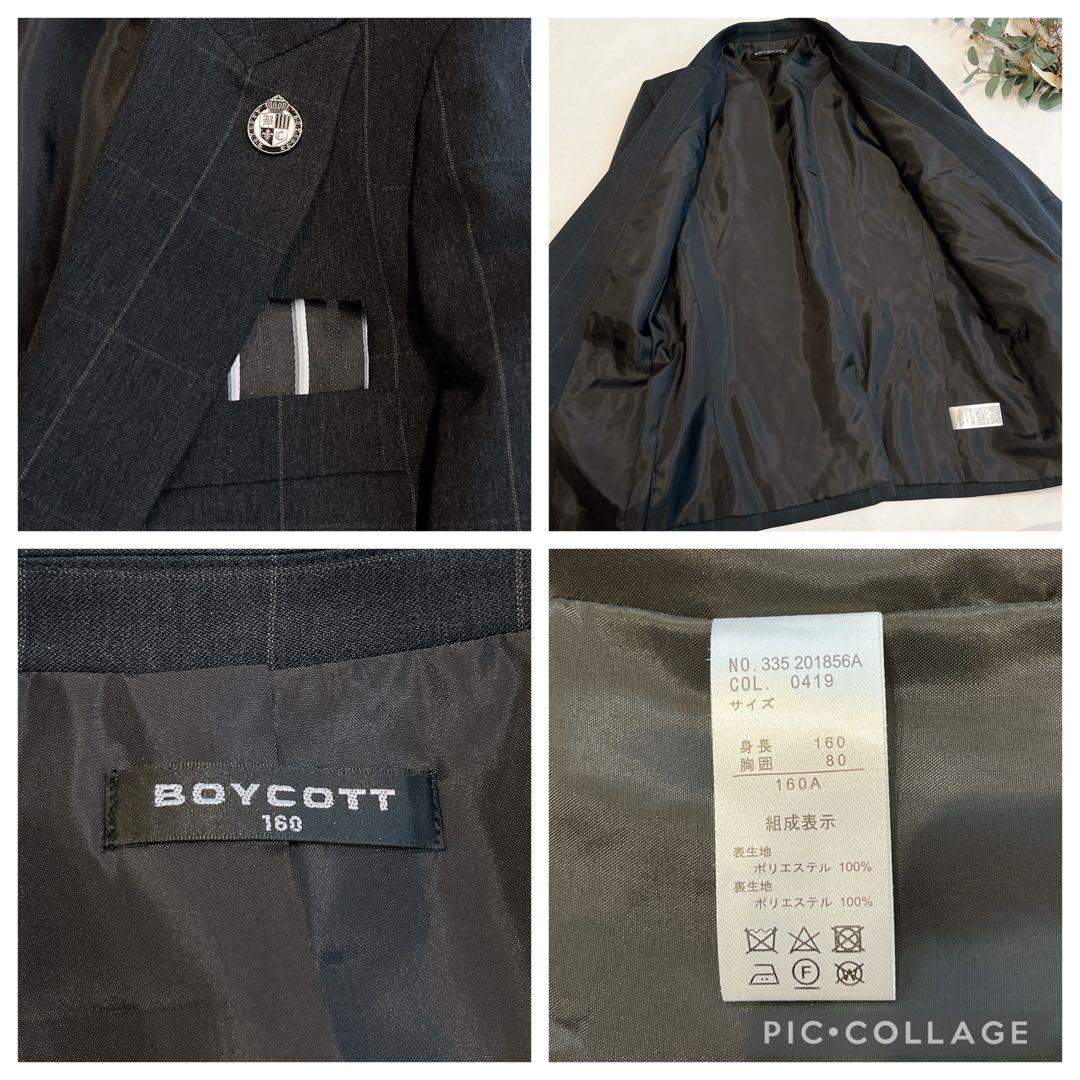 BOYCOTT
160
NO. 335 201856A
COL. 0419
サイズ
身長 160
胸囲 80
160A
組成表示
表生地
ポリエステル 100%
裏生地
ポリエステル 100%
F
W
PIC•COLLAGE